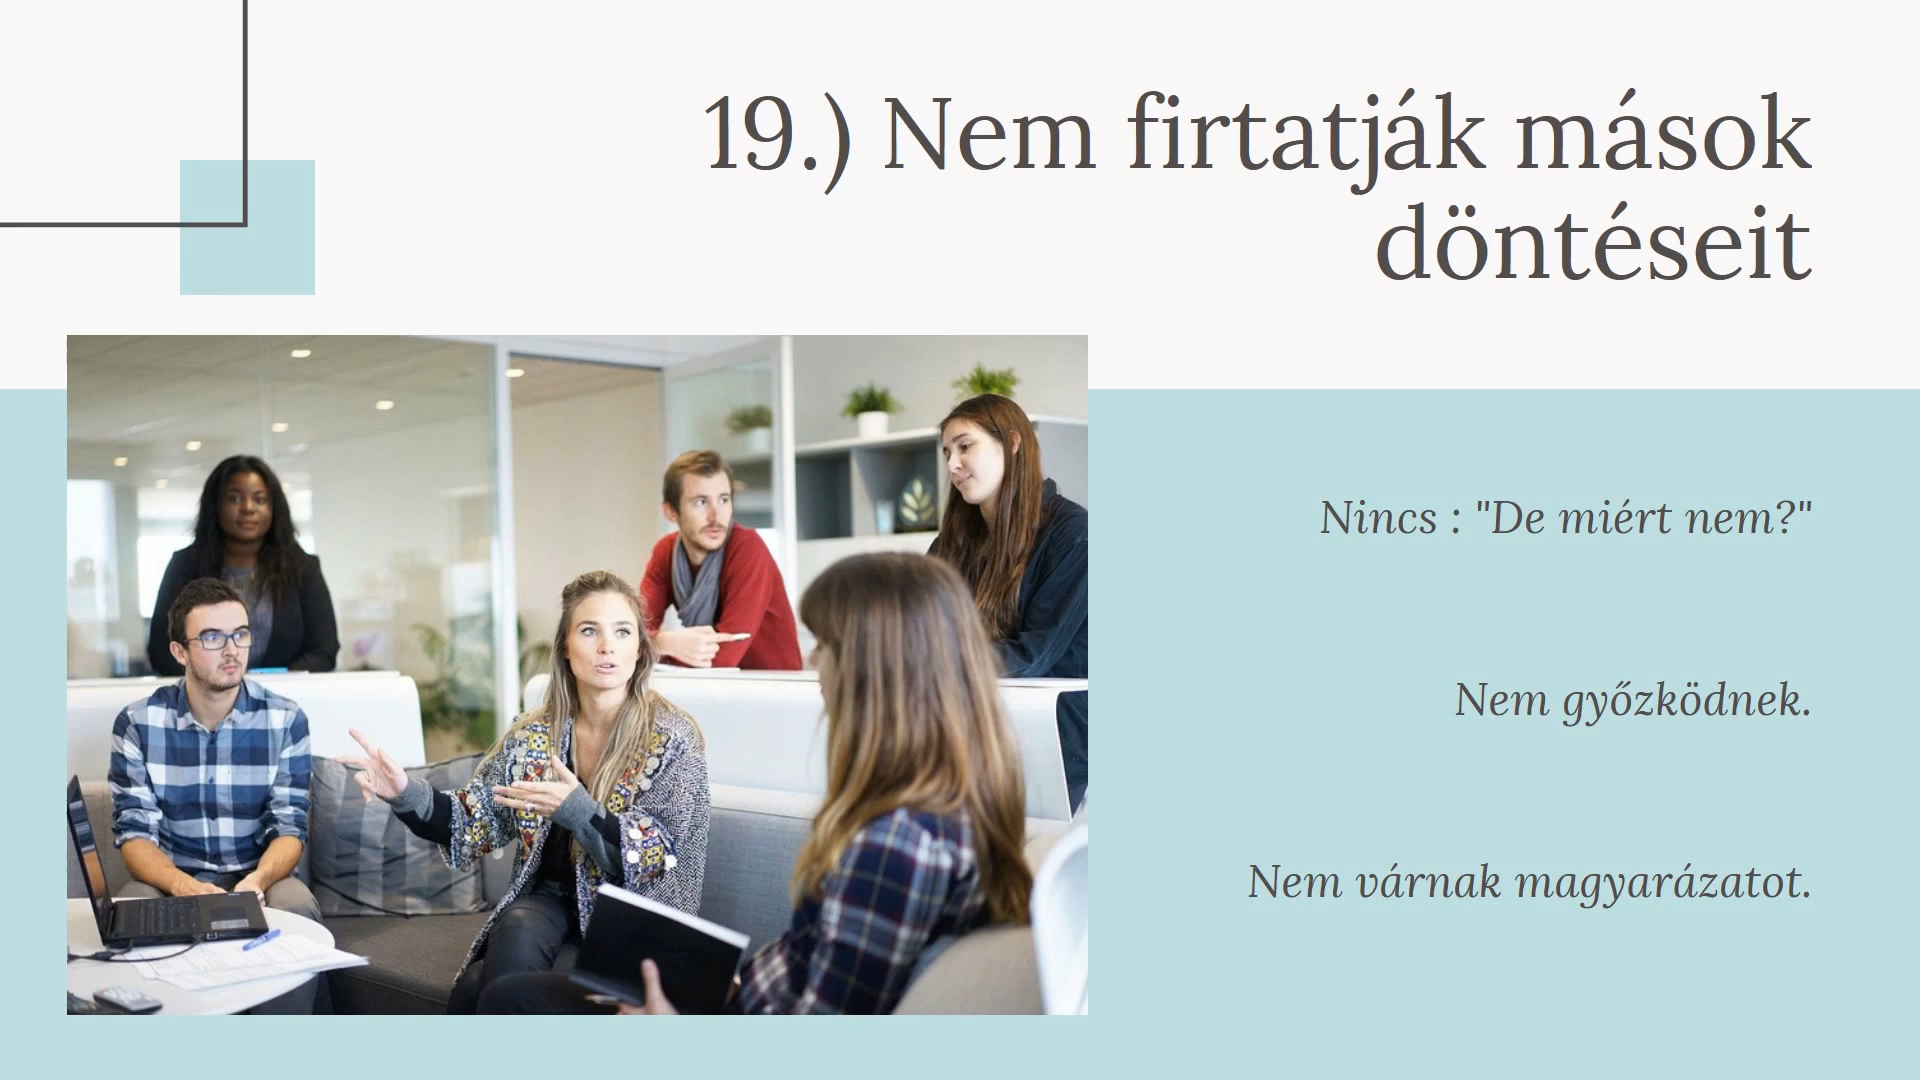 19.) Nem firtatják mások
döntéseit
Nincs : "De miért nem?"
Nem győzködnek.
Nem várnak magyarázatot.